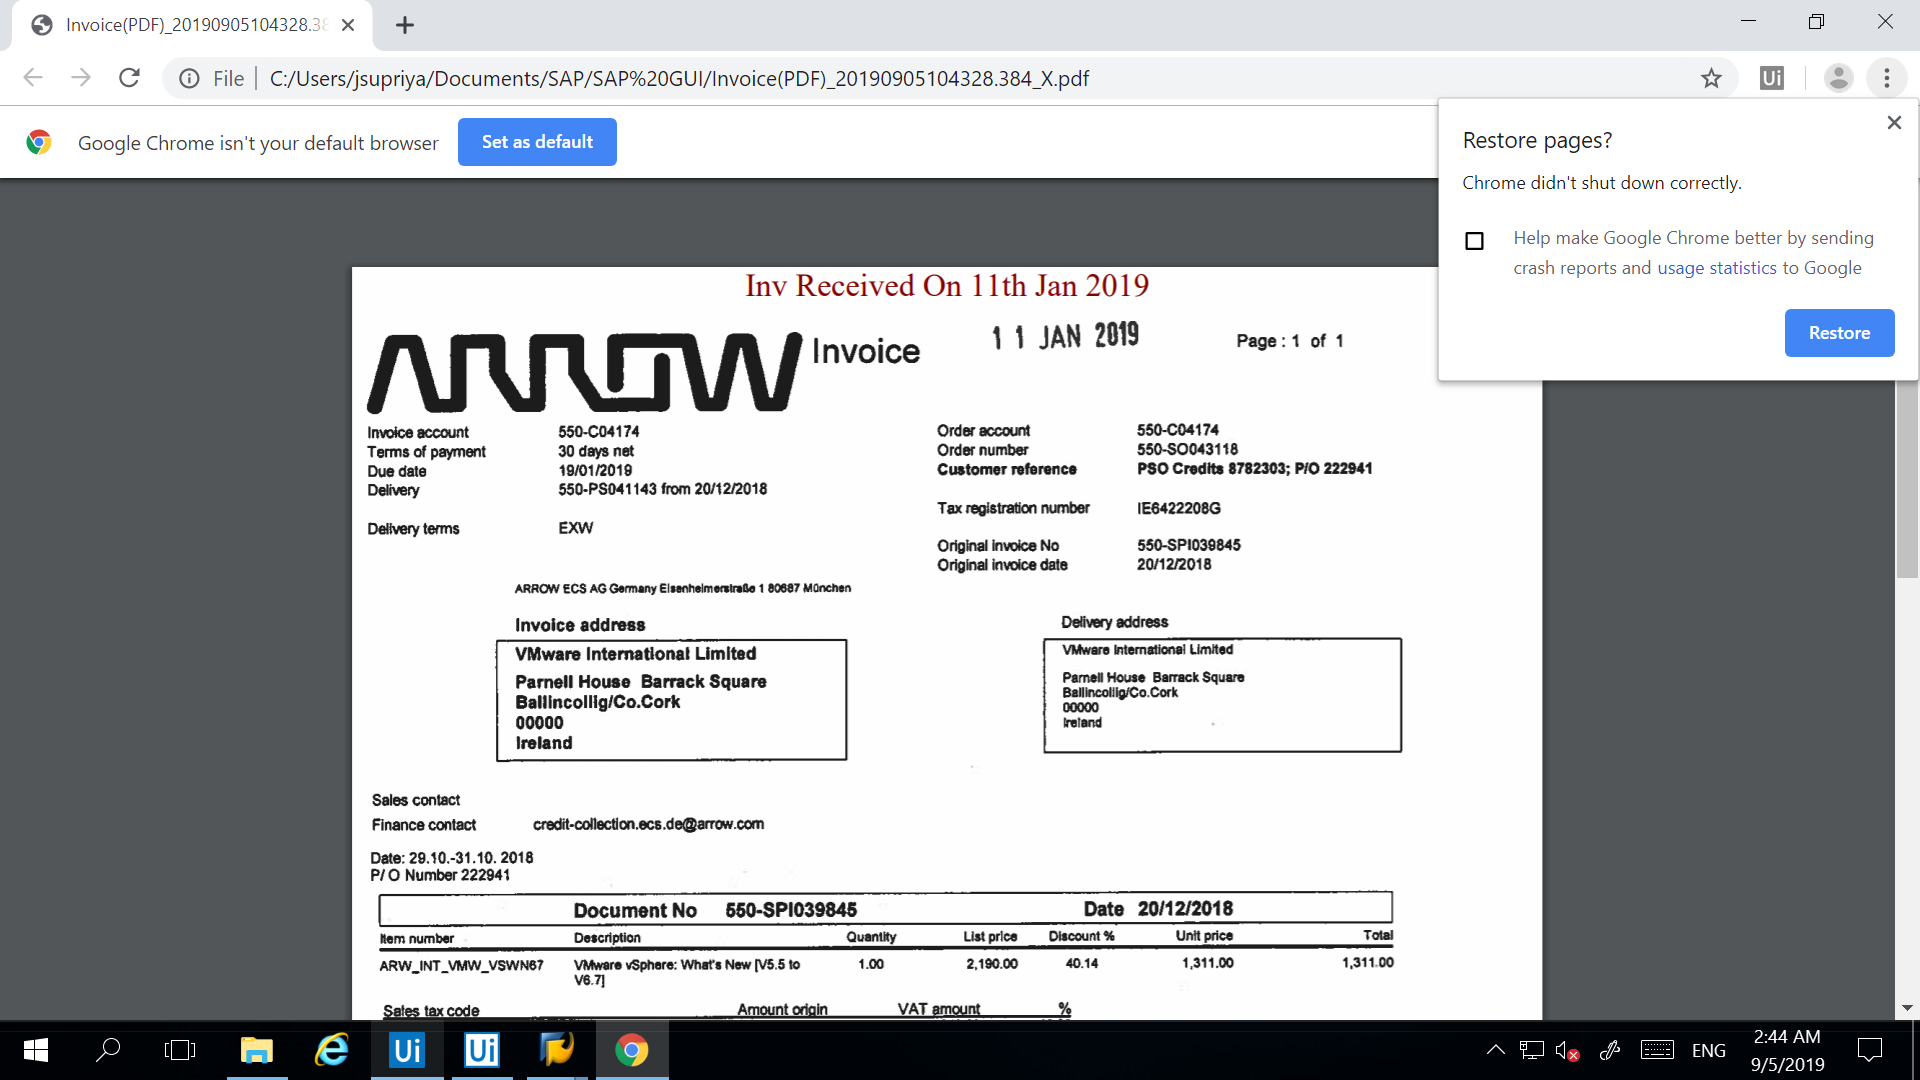 Invoice(PDF)_20190905104328.38
File
C:/Users/jsupriya/Documents/SAP/SAP%20GUI/Invoice(PDF)_20190905104328.384_X.pdf
Ui
Google Chrome isn't your default browser
Set as default
Restore pages?
Chrome didn't shut down correctly.
Help make Google Chrome better by sending
crash reports and usage statistics to Google
Restore
Inv Received On 11th Jan 2019
ARROW
Invoice
1 1 JAN 2019
Page : 1 of 1
Invoice account 550-C04174
Terms of payment 30 days net
Due date 19/01/2019
Delivery 550-PS041143 from 20/12/2018
Delivery terms EXW
Order account 550-C04174
Order number 550-SO043118
Customer reference PSO Credits 8782303; P/O 222941
Tax registration number IE6422208G
Original invoice No 550-SPI039845
Original invoice date 20/12/2018
ARROW ECS AG Germany Elsenheimerstraße 1 80687 München
Invoice address
VMware International Limited
Parnell House Barrack Square
Ballincollig/Co.Cork
00000
Ireland
Delivery address
VMware International Limited
Parnell House Barrack Square
Ballincollig/Co.Cork
00000
Ireland
Sales contact
Finance contact credit-collection.ecs.de@arrow.com
Date: 29.10.-31.10. 2018
P/ O Number 222941
Document No 550-SPI039845 Date 20/12/2018
Item number Description Quantity List price Discount % Unit price Total
ARW_INT_VMW_VSWN67 VMware vSphere: What's New [V5.5 to 1.00 2,190.00 40.14 1,311.00 1,311.00
V6.7]
Sales tax code Amount origin VAT amount %
Ui
Ui
ENG
2:44 AM
9/5/2019